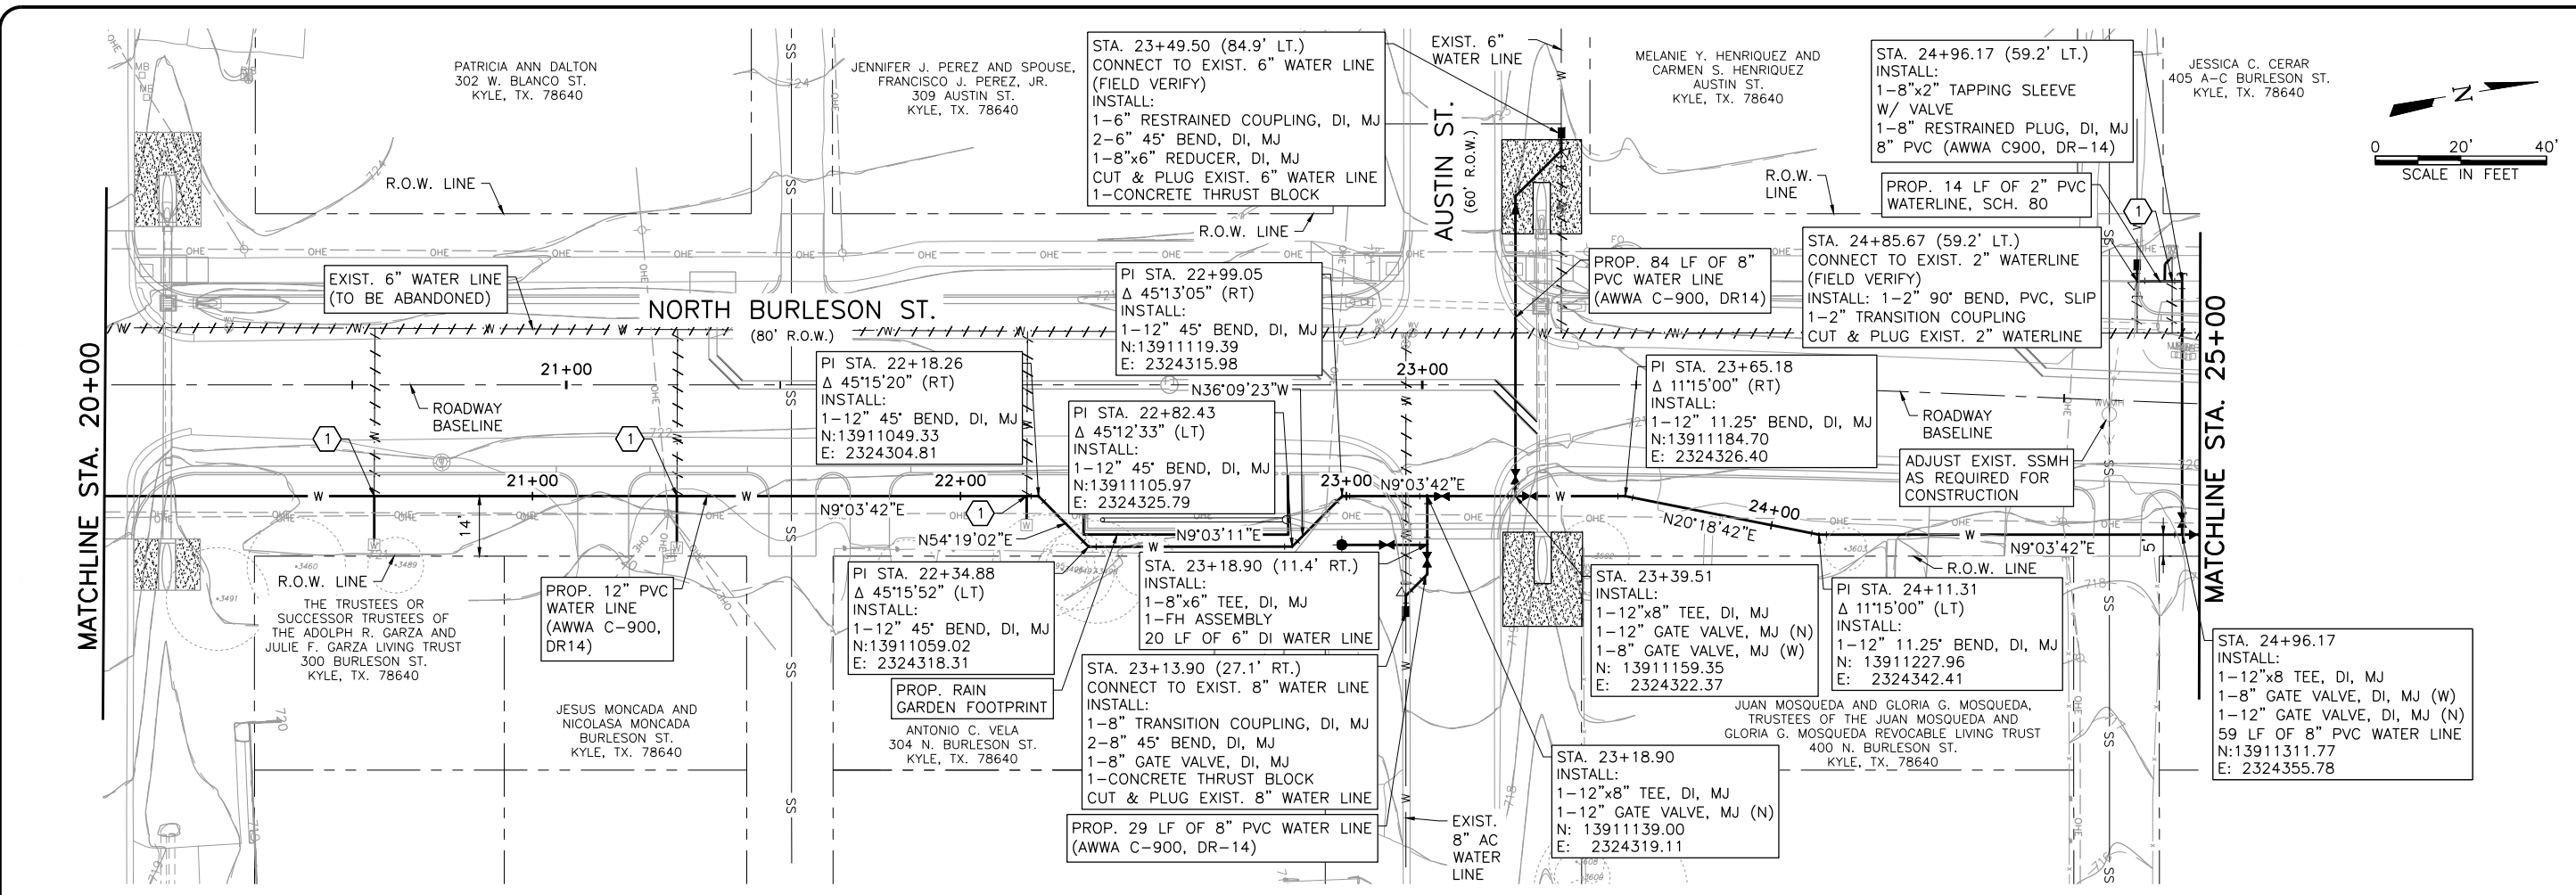 PATRICIA ANN DALTON
302 W. BLANCO ST.
KYLE, TX. 78640
JENNIFER J. PEREZ AND SPOUSE,
FRANCISCO J. PEREZ, JR.
309 AUSTIN ST.
KYLE, TX. 78640
STA. 23+49.50 (84.9' LT.)
CONNECT TO EXIST. 6" WATER LINE
(FIELD VERIFY)
INSTALL:
1-6" RESTRAINED COUPLING, DI, MJ
2-6" 45° BEND, DI, MJ
1-8"x6" REDUCER, DI, MJ
CUT & PLUG EXIST. 6" WATER LINE
1-CONCRETE THRUST BLOCK
EXIST. 6"
WATER LINE
AUSTIN ST.
(60' R.O.W.)
MELANIE Y. HENRIQUEZ AND
CARMEN S. HENRIQUEZ
AUSTIN ST.
KYLE, TX. 78640
STA. 24+96.17 (59.2' LT.)
INSTALL:
1-8"x2" TAPPING SLEEVE
W/ VALVE
1-8" RESTRAINED PLUG, DI, MJ
8" PVC (AWWA C900, DR-14)
JESSICA C. CERAR
405 A-C BURLESON ST.
KYLE, TX. 78640
N
0 20' 40'
SCALE IN FEET
R.O.W. LINE
R.O.W. LINE
R.O.W.
LINE
PROP. 14 LF OF 2" PVC
WATERLINE, SCH. 80
1
EXIST. 6" WATER LINE
(TO BE ABANDONED)
NORTH BURLESON ST.
(80' R.O.W.)
PI STA. 22+99.05
Δ 45°13'05" (RT)
INSTALL:
1-12" 45° BEND, DI, MJ
N:13911119.39
E: 2324315.98
PROP. 84 LF OF 8"
PVC WATER LINE
(AWWA C-900, DR14)
STA. 24+85.67 (59.2' LT.)
CONNECT TO EXIST. 2" WATERLINE
(FIELD VERIFY)
INSTALL: 1-2" 90° BEND, PVC, SLIP
1-2" TRANSITION COUPLING
CUT & PLUG EXIST. 2" WATERLINE
MATCHLINE STA. 20+00
MATCHLINE STA. 25+00
21+00
23+00
ROADWAY
BASELINE
PI STA. 22+18.26
Δ 45°15'20" (RT)
INSTALL:
1-12" 45° BEND, DI, MJ
N:13911049.33
E: 2324304.81
N36°09'23"W
PI STA. 22+82.43
Δ 45°12'33" (LT)
INSTALL:
1-12" 45° BEND, DI, MJ
N:13911105.97
E: 2324325.79
PI STA. 23+65.18
Δ 11°15'00" (RT)
INSTALL:
1-12" 11.25° BEND, DI, MJ
N:13911184.70
E: 2324326.40
ROADWAY
BASELINE
ADJUST EXIST. SSMH
AS REQUIRED FOR
CONSTRUCTION
1
1
1
21+00
22+00
23+00
24+00
N9°03'42"E
N54°19'02"E
N9°03'11"E
N9°03'42"E
N20°18'42"E
N9°03'42"E
14'
5'
R.O.W. LINE
R.O.W. LINE
THE TRUSTEES OR
SUCCESSOR TRUSTEES OF
THE ADOLPH R. GARZA AND
JULIE F. GARZA LIVING TRUST
300 BURLESON ST.
KYLE, TX. 78640
PROP. 12" PVC
WATER LINE
(AWWA C-900,
DR14)
PI STA. 22+34.88
Δ 45°15'52" (LT)
INSTALL:
1-12" 45° BEND, DI, MJ
N:13911059.02
E: 2324318.31
STA. 23+18.90 (11.4' RT.)
INSTALL:
1-8"x6" TEE, DI, MJ
1-FH ASSEMBLY
20 LF OF 6" DI WATER LINE
STA. 23+39.51
INSTALL:
1-12"x8" TEE, DI, MJ
1-12" GATE VALVE, MJ (N)
1-8" GATE VALVE, MJ (W)
N: 13911159.35
E: 2324322.37
PI STA. 24+11.31
Δ 11°15'00" (LT)
INSTALL:
1-12" 11.25° BEND, DI, MJ
N: 13911227.96
E: 2324342.41
STA. 24+96.17
INSTALL:
1-12"x8 TEE, DI, MJ
1-8" GATE VALVE, DI, MJ (W)
1-12" GATE VALVE, DI, MJ (N)
59 LF OF 8" PVC WATER LINE
N:13911311.77
E: 2324355.78
PROP. RAIN
GARDEN FOOTPRINT
STA. 23+13.90 (27.1' RT.)
CONNECT TO EXIST. 8" WATER LINE
INSTALL:
1-8" TRANSITION COUPLING, DI, MJ
2-8" 45° BEND, DI, MJ
1-8" GATE VALVE, DI, MJ
1-CONCRETE THRUST BLOCK
CUT & PLUG EXIST. 8" WATER LINE
JESUS MONCADA AND
NICOLASA MONCADA
BURLESON ST.
KYLE, TX. 78640
ANTONIO C. VELA
304 N. BURLESON ST.
KYLE, TX. 78640
JUAN MOSQUEDA AND GLORIA G. MOSQUEDA,
TRUSTEES OF THE JUAN MOSQUEDA AND
GLORIA G. MOSQUEDA REVOCABLE LIVING TRUST
400 N. BURLESON ST.
KYLE, TX. 78640
STA. 23+18.90
INSTALL:
1-12"x8" TEE, DI, MJ
1-12" GATE VALVE, MJ (N)
N: 13911139.00
E: 2324319.11
PROP. 29 LF OF 8" PVC WATER LINE
(AWWA C-900, DR-14)
EXIST.
8" AC
WATER
LINE